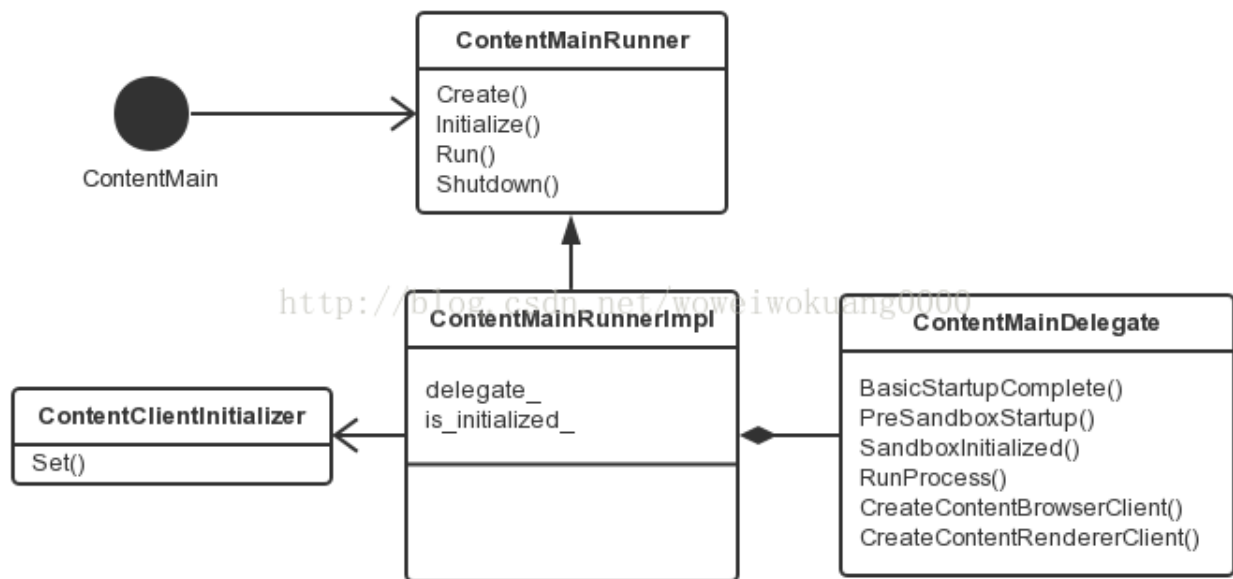 ContentMainRunner
Create()
Initialize()
Run()
Shutdown()
ContentMain
http://blog.csdn.net/woweiwokuang0000
ContentMainRunnerImpl
delegate_
is_initialized_
ContentClientInitializer
Set()
ContentMainDelegate
BasicStartupComplete()
PreSandboxStartup()
SandboxInitialized()
RunProcess()
CreateContentBrowserClient()
CreateContentRendererClient()